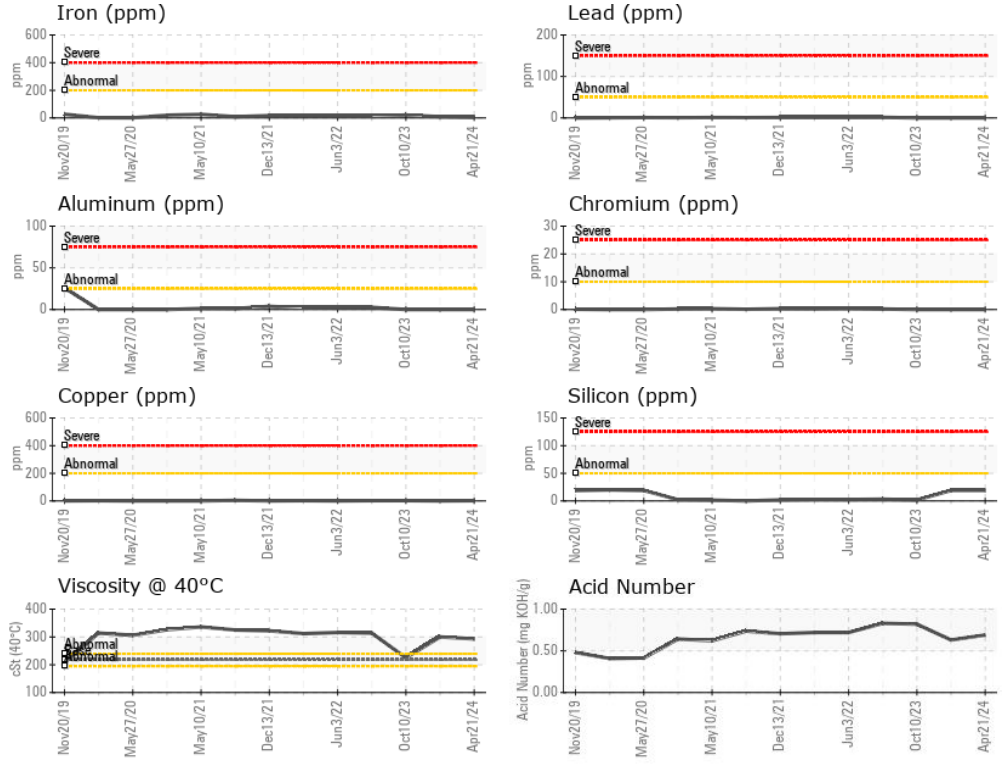 Iron (ppm)
600
400
200
0
ppm
Severe
Abnormal
Nov20/19
May27/20
May10/21
Dec13/21
Jun3/22
Oct10/23
Apr21/24
Lead (ppm)
200
100
0
ppm
Severe
Abnormal
Nov20/19
May27/20
May10/21
Dec13/21
Jun3/22
Oct10/23
Apr21/24
Aluminum (ppm)
100
50
0
ppm
Severe
Abnormal
Nov20/19
May27/20
May10/21
Dec13/21
Jun3/22
Oct10/23
Apr21/24
Chromium (ppm)
30
20
10
0
ppm
Severe
Abnormal
Nov20/19
May27/20
May10/21
Dec13/21
Jun3/22
Oct10/23
Apr21/24
Copper (ppm)
600
400
200
0
ppm
Severe
Abnormal
Nov20/19
May27/20
May10/21
Dec13/21
Jun3/22
Oct10/23
Apr21/24
Silicon (ppm)
150
100
50
0
ppm
Severe
Abnormal
Nov20/19
May27/20
May10/21
Dec13/21
Jun3/22
Oct10/23
Apr21/24
Viscosity @ 40°C
400
300
200
100
cSt (40°C)
Abnormal
Abnormal
Nov20/19
May27/20
May10/21
Dec13/21
Jun3/22
Oct10/23
Apr21/24
Acid Number
1.00
0.50
0.00
Acid Number (mg KOH/g)
Nov20/19
May27/20
May10/21
Dec13/21
Jun3/22
Oct10/23
Apr21/24